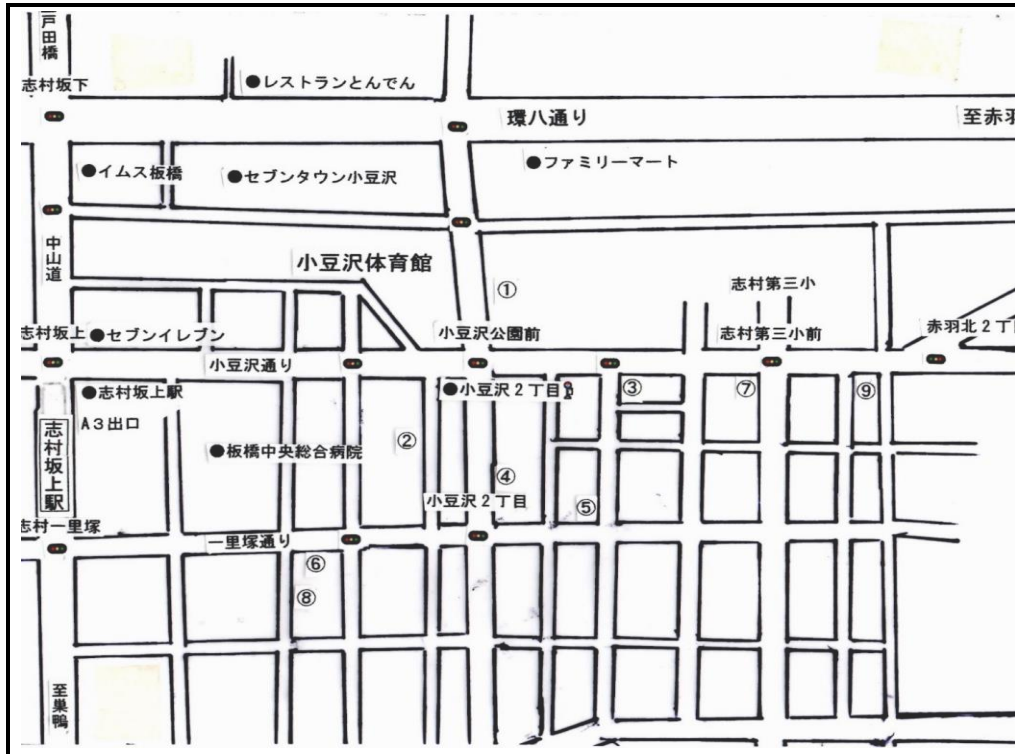 戸田橋
志村坂下
●レストランとんでん
環八通り
至赤羽
●イムス板橋
●セブンタウン小豆沢
●ファミリーマート
中山道
小豆沢体育館
①
志村第三小
志村坂上
●セブンイレブン
小豆沢公園前
志村第三小前
赤羽北2丁目
小豆沢通り
●志村坂上駅
●小豆沢2丁目
③
⑦
⑨
A3出口
志村坂上駅
②
●板橋中央総合病院
④
小豆沢2丁目
⑤
志村一里塚
一里塚通り
⑥
⑧
至巣鴨